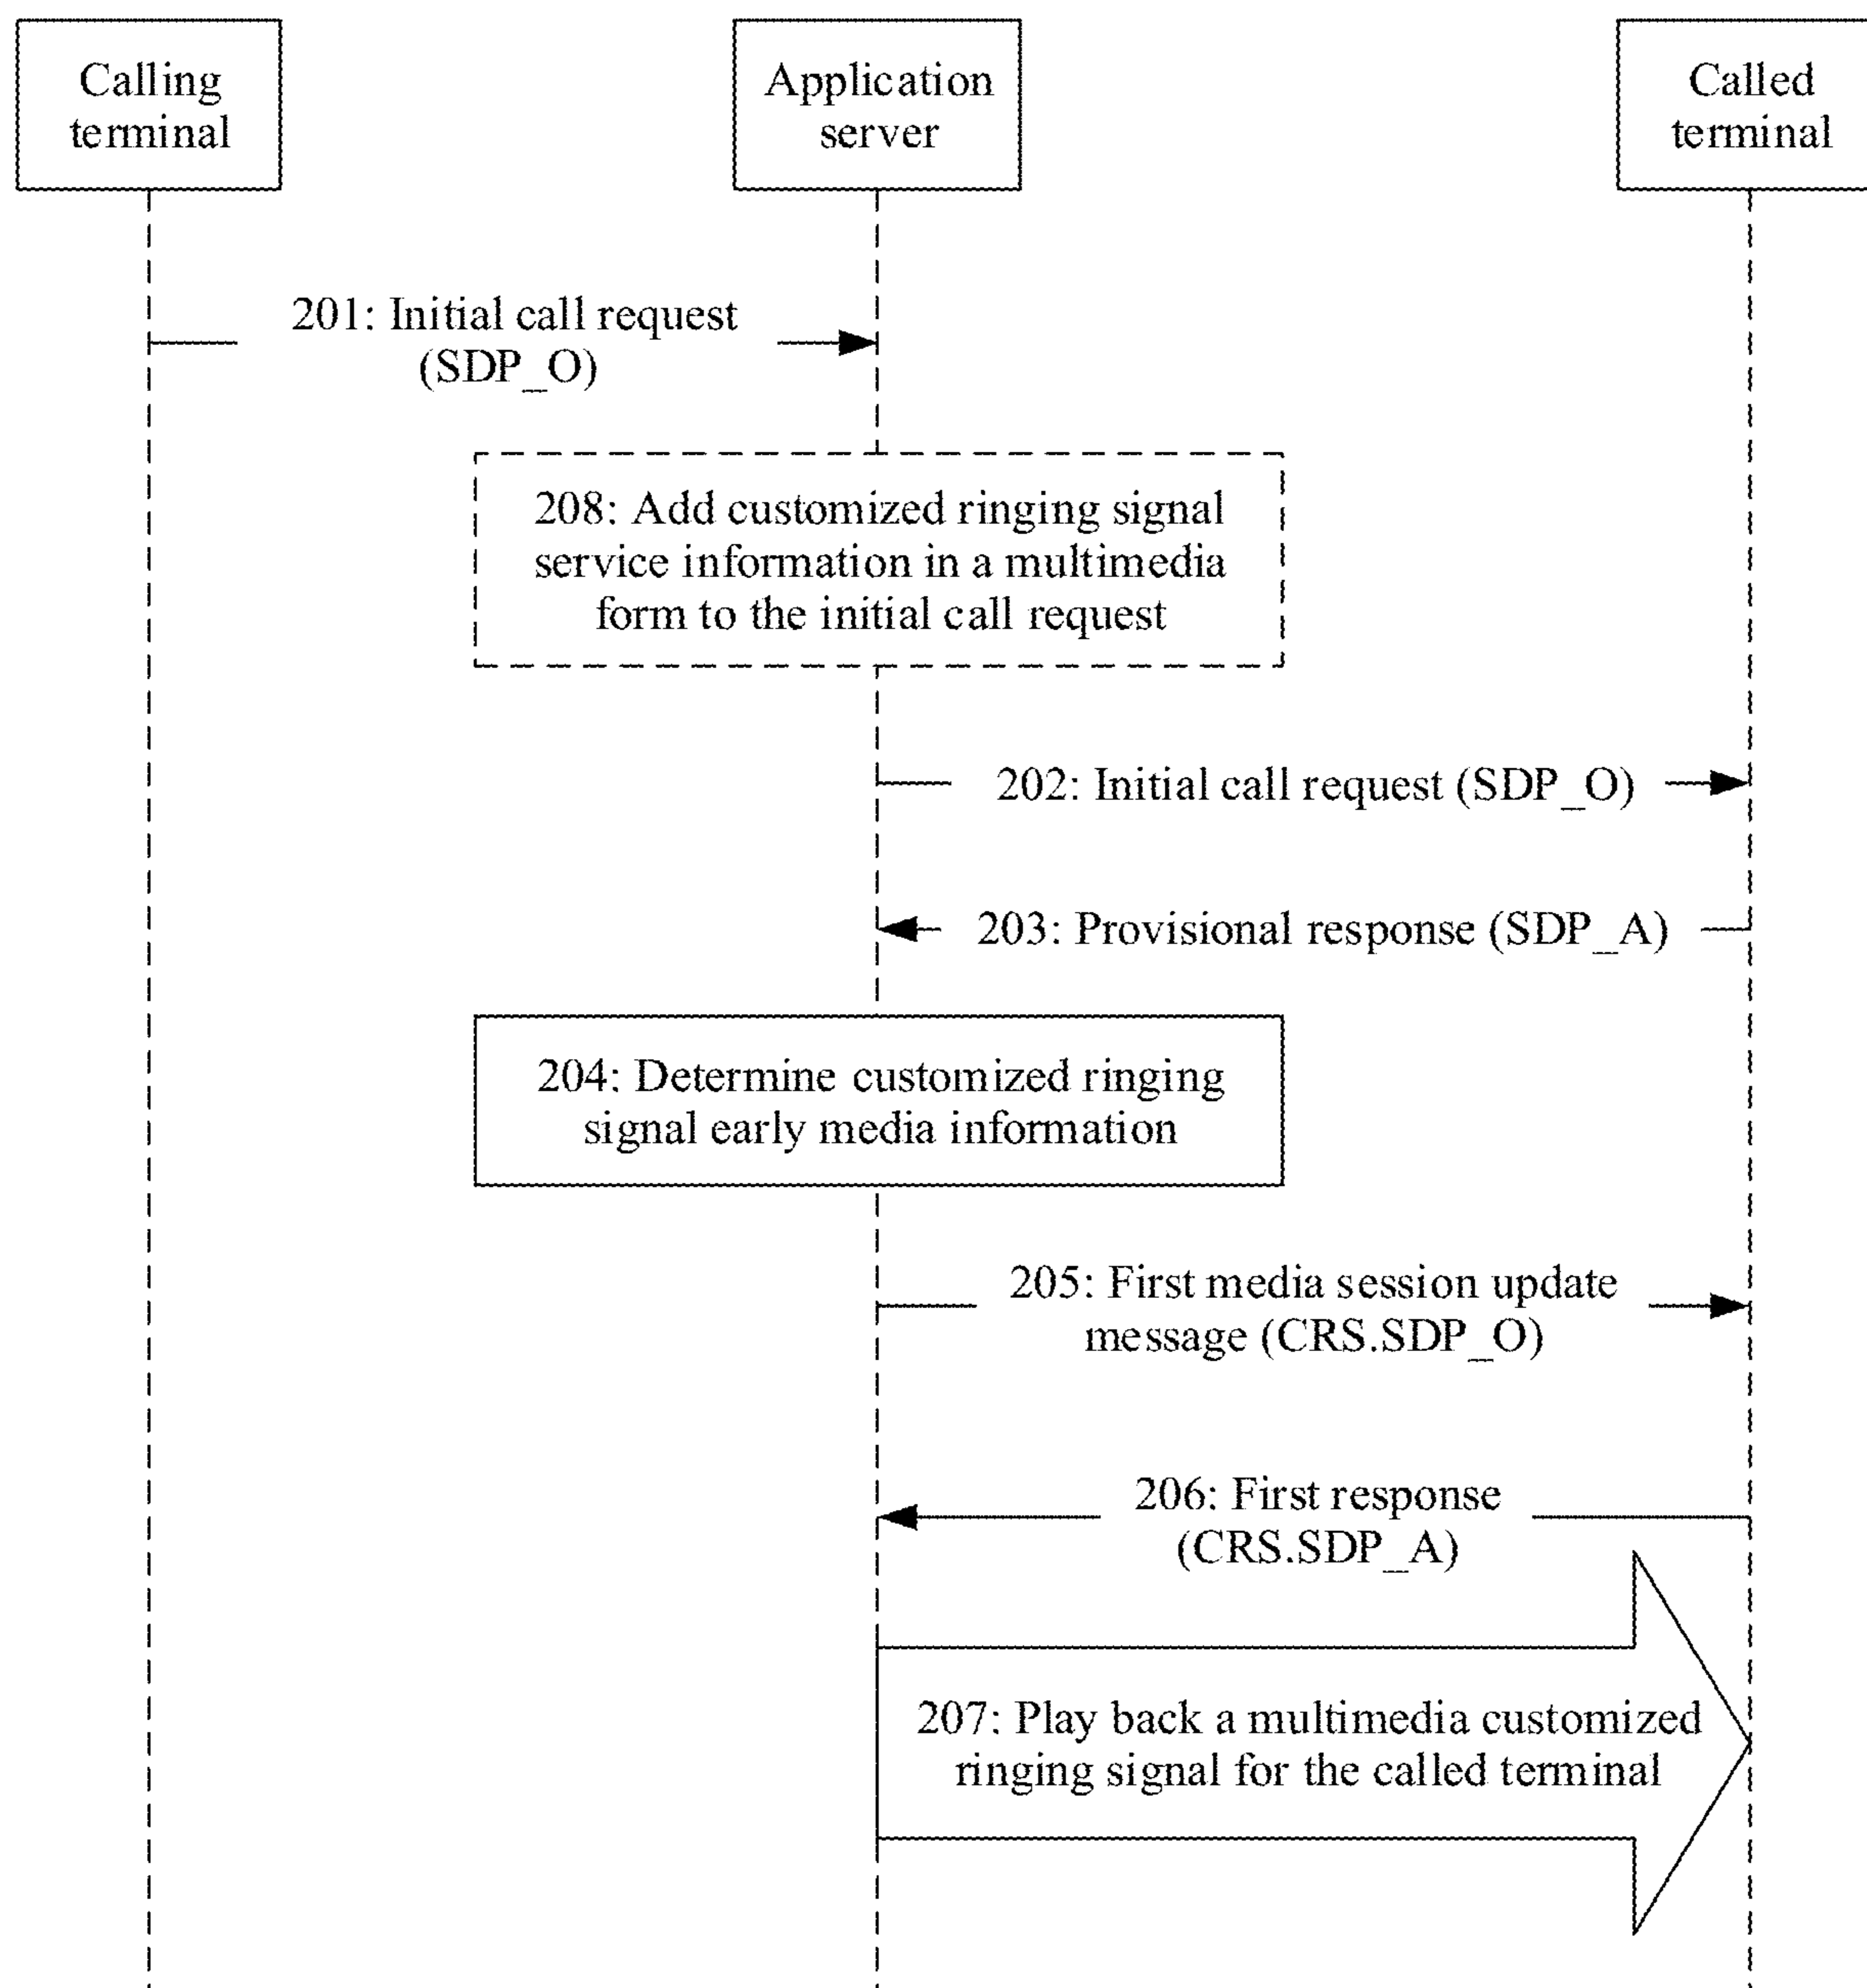 Calling
terminal
Application
server
Called
terminal
201: Initial call request
(SDP_O)
208: Add customized ringing signal
service information in a multimedia
form to the initial call request
202: Initial call request (SDP_O)
203: Provisional response (SDP_A)
204: Determine customized ringing
signal early media information
205: First media session update
message (CRS.SDP_O)
206: First response
(CRS.SDP_A)
207: Play back a multimedia customized
ringing signal for the called terminal